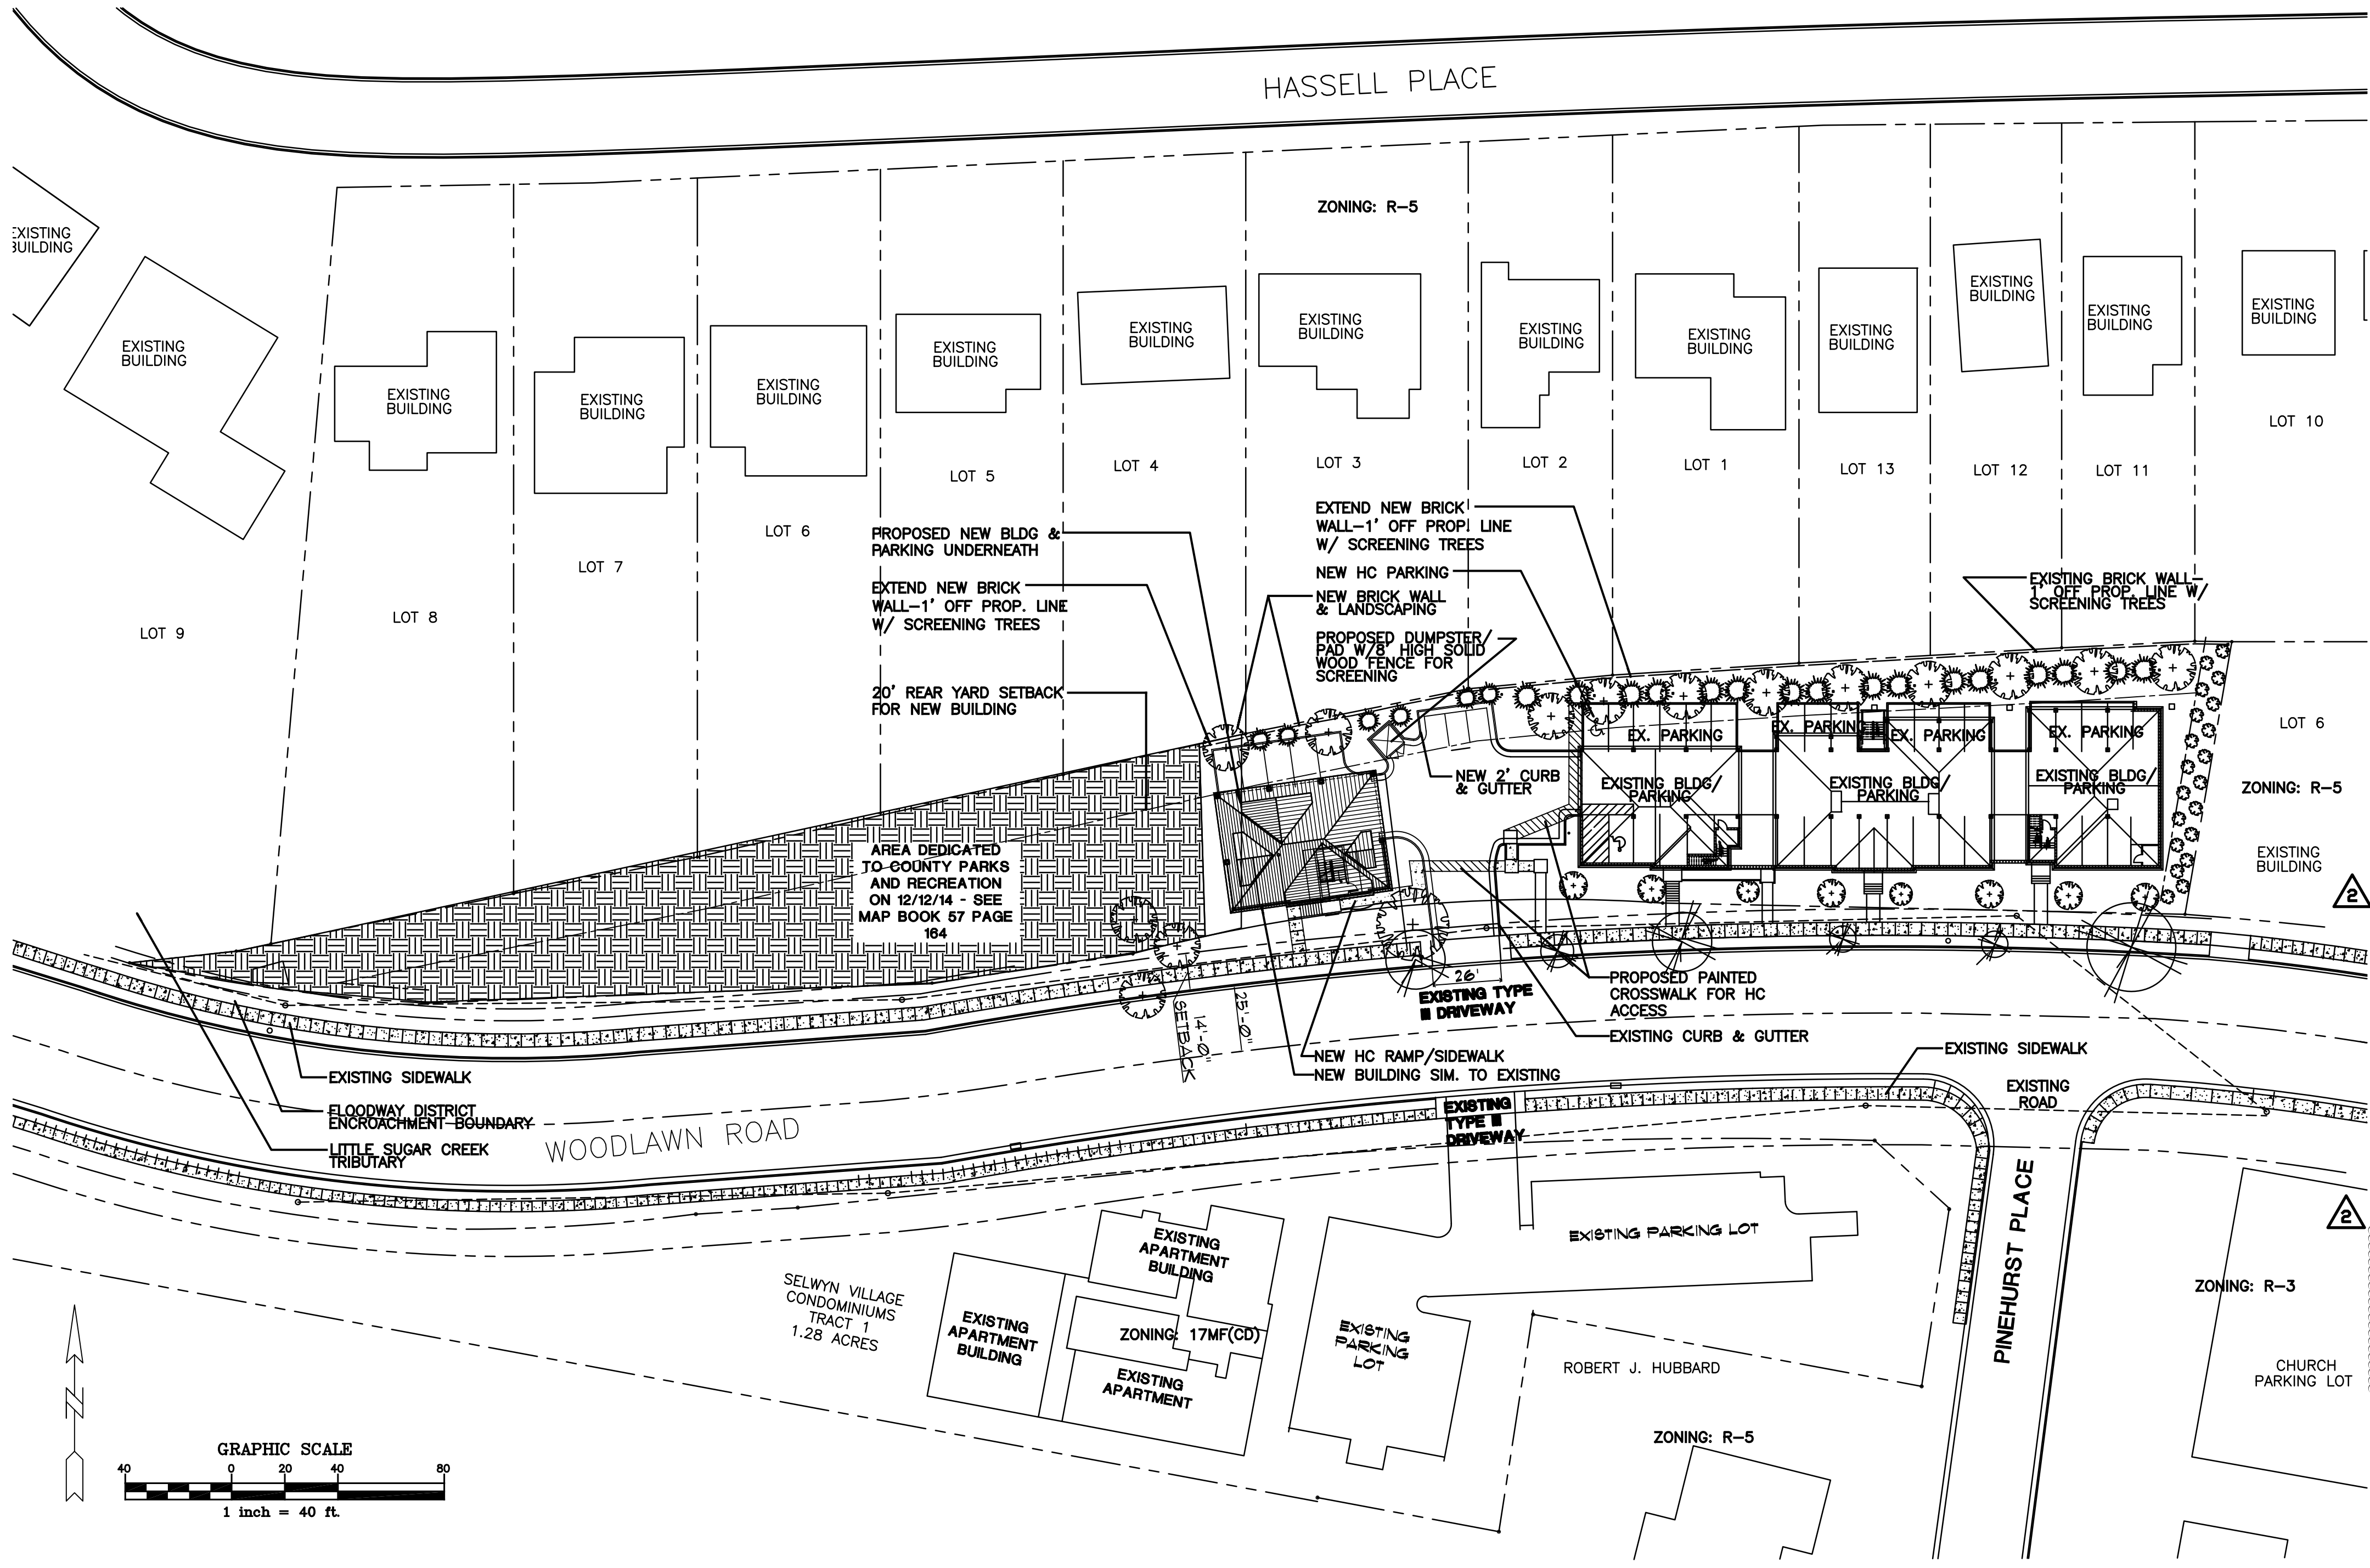 HASSELL PLACE
ZONING: R-5
EXISTING
BUILDING
EXISTING
BUILDING
EXISTING
BUILDING
EXISTING
BUILDING
EXISTING
BUILDING
EXISTING
BUILDING
EXISTING
BUILDING
EXISTING
BUILDING
EXISTING
BUILDING
EXISTING
BUILDING
EXISTING
BUILDING
EXISTING
BUILDING
EXISTING
BUILDING
EXISTING
BUILDING
LOT 9
LOT 8
LOT 7
LOT 6
LOT 5
LOT 4
LOT 3
LOT 2
LOT 1
LOT 13
LOT 12
LOT 11
LOT 10
PROPOSED NEW BLDG &
PARKING UNDERNEATH
EXTEND NEW BRICK
WALL-1' OFF PROP. LINE
W/ SCREENING TREES
20' REAR YARD SETBACK
FOR NEW BUILDING
EXTEND NEW BRICK
WALL-1' OFF PROP. LINE
W/ SCREENING TREES
NEW HC PARKING
NEW BRICK WALL
& LANDSCAPING
PROPOSED DUMPSTER/
PAD W/8' HIGH SOLID
WOOD FENCE FOR
SCREENING
EXISTING BRICK WALL-
1' OFF PROP. LINE W/
SCREENING TREES
NEW 2' CURB
& GUTTER
EX. PARKING
EX. PARKING
EX. PARKING
EX. PARKING
EXISTING BLDG/
PARKING
EXISTING BLDG/
PARKING
EXISTING BLDG/
PARKING
LOT 6
ZONING: R-5
EXISTING
BUILDING
2
AREA DEDICATED
TO COUNTY PARKS
AND RECREATION
ON 12/12/14 - SEE
MAP BOOK 57 PAGE
164
14'-0"
SETBACK
25'-0"
26'
EXISTING TYPE
III DRIVEWAY
PROPOSED PAINTED
CROSSWALK FOR HC
ACCESS
EXISTING CURB & GUTTER
NEW HC RAMP/SIDEWALK
NEW BUILDING SIM. TO EXISTING
EXISTING SIDEWALK
EXISTING
ROAD
EXISTING SIDEWALK
FLOODWAY DISTRICT
ENCROACHMENT BOUNDARY
LITTLE SUGAR CREEK
TRIBUTARY
WOODLAWN ROAD
EXISTING
TYPE III
DRIVEWAY
PINEHURST PLACE
2
SELWYN VILLAGE
CONDOMINIUMS
TRACT 1
1.28 ACRES
EXISTING
APARTMENT
BUILDING
EXISTING
APARTMENT
BUILDING
ZONING: 17MF(CD)
EXISTING
APARTMENT
EXISTING PARKING LOT
EXISTING
PARKING
LOT
ROBERT J. HUBBARD
ZONING: R-5
ZONING: R-3
CHURCH
PARKING LOT
N
GRAPHIC SCALE
40 0 20 40 80
1 inch = 40 ft.